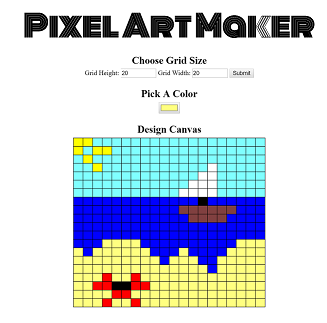 Pixel Art Maker
Choose Grid Size
Grid Height: 20 Grid Width: 20 Submit
Pick A Color
Design Canvas